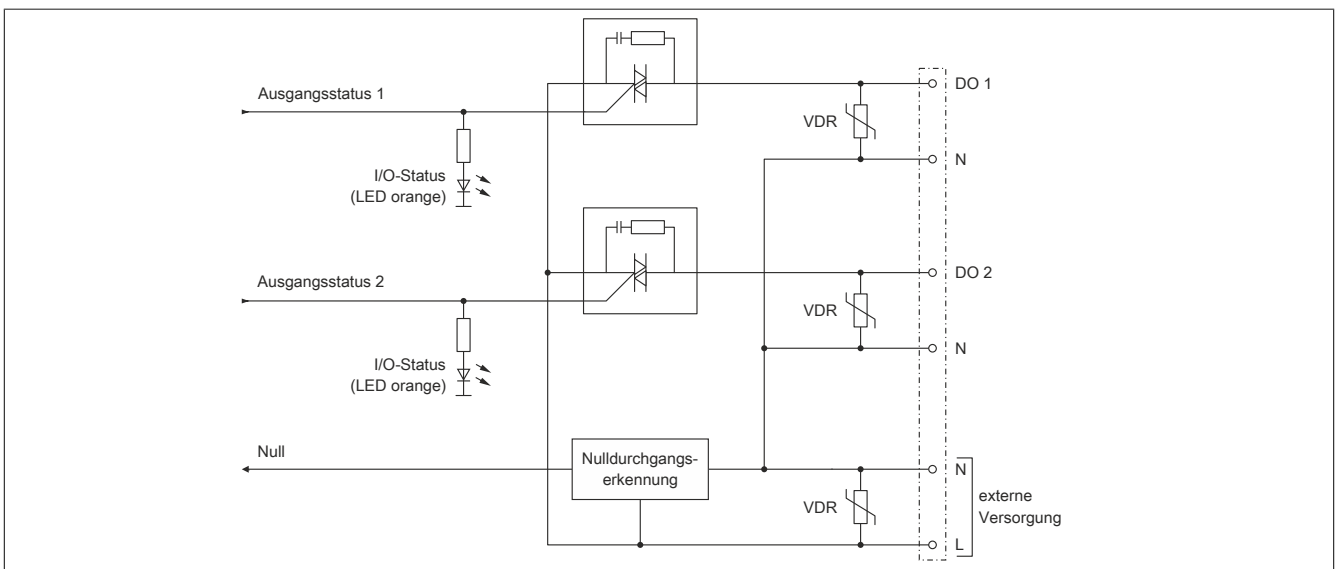 DO 1
Ausgangsstatus 1
VDR
N
I/O-Status
(LED orange)
DO 2
Ausgangsstatus 2
VDR
N
I/O-Status
(LED orange)
Null
Nulldurchgangs-
erkennung
N
externe
Versorgung
VDR
L